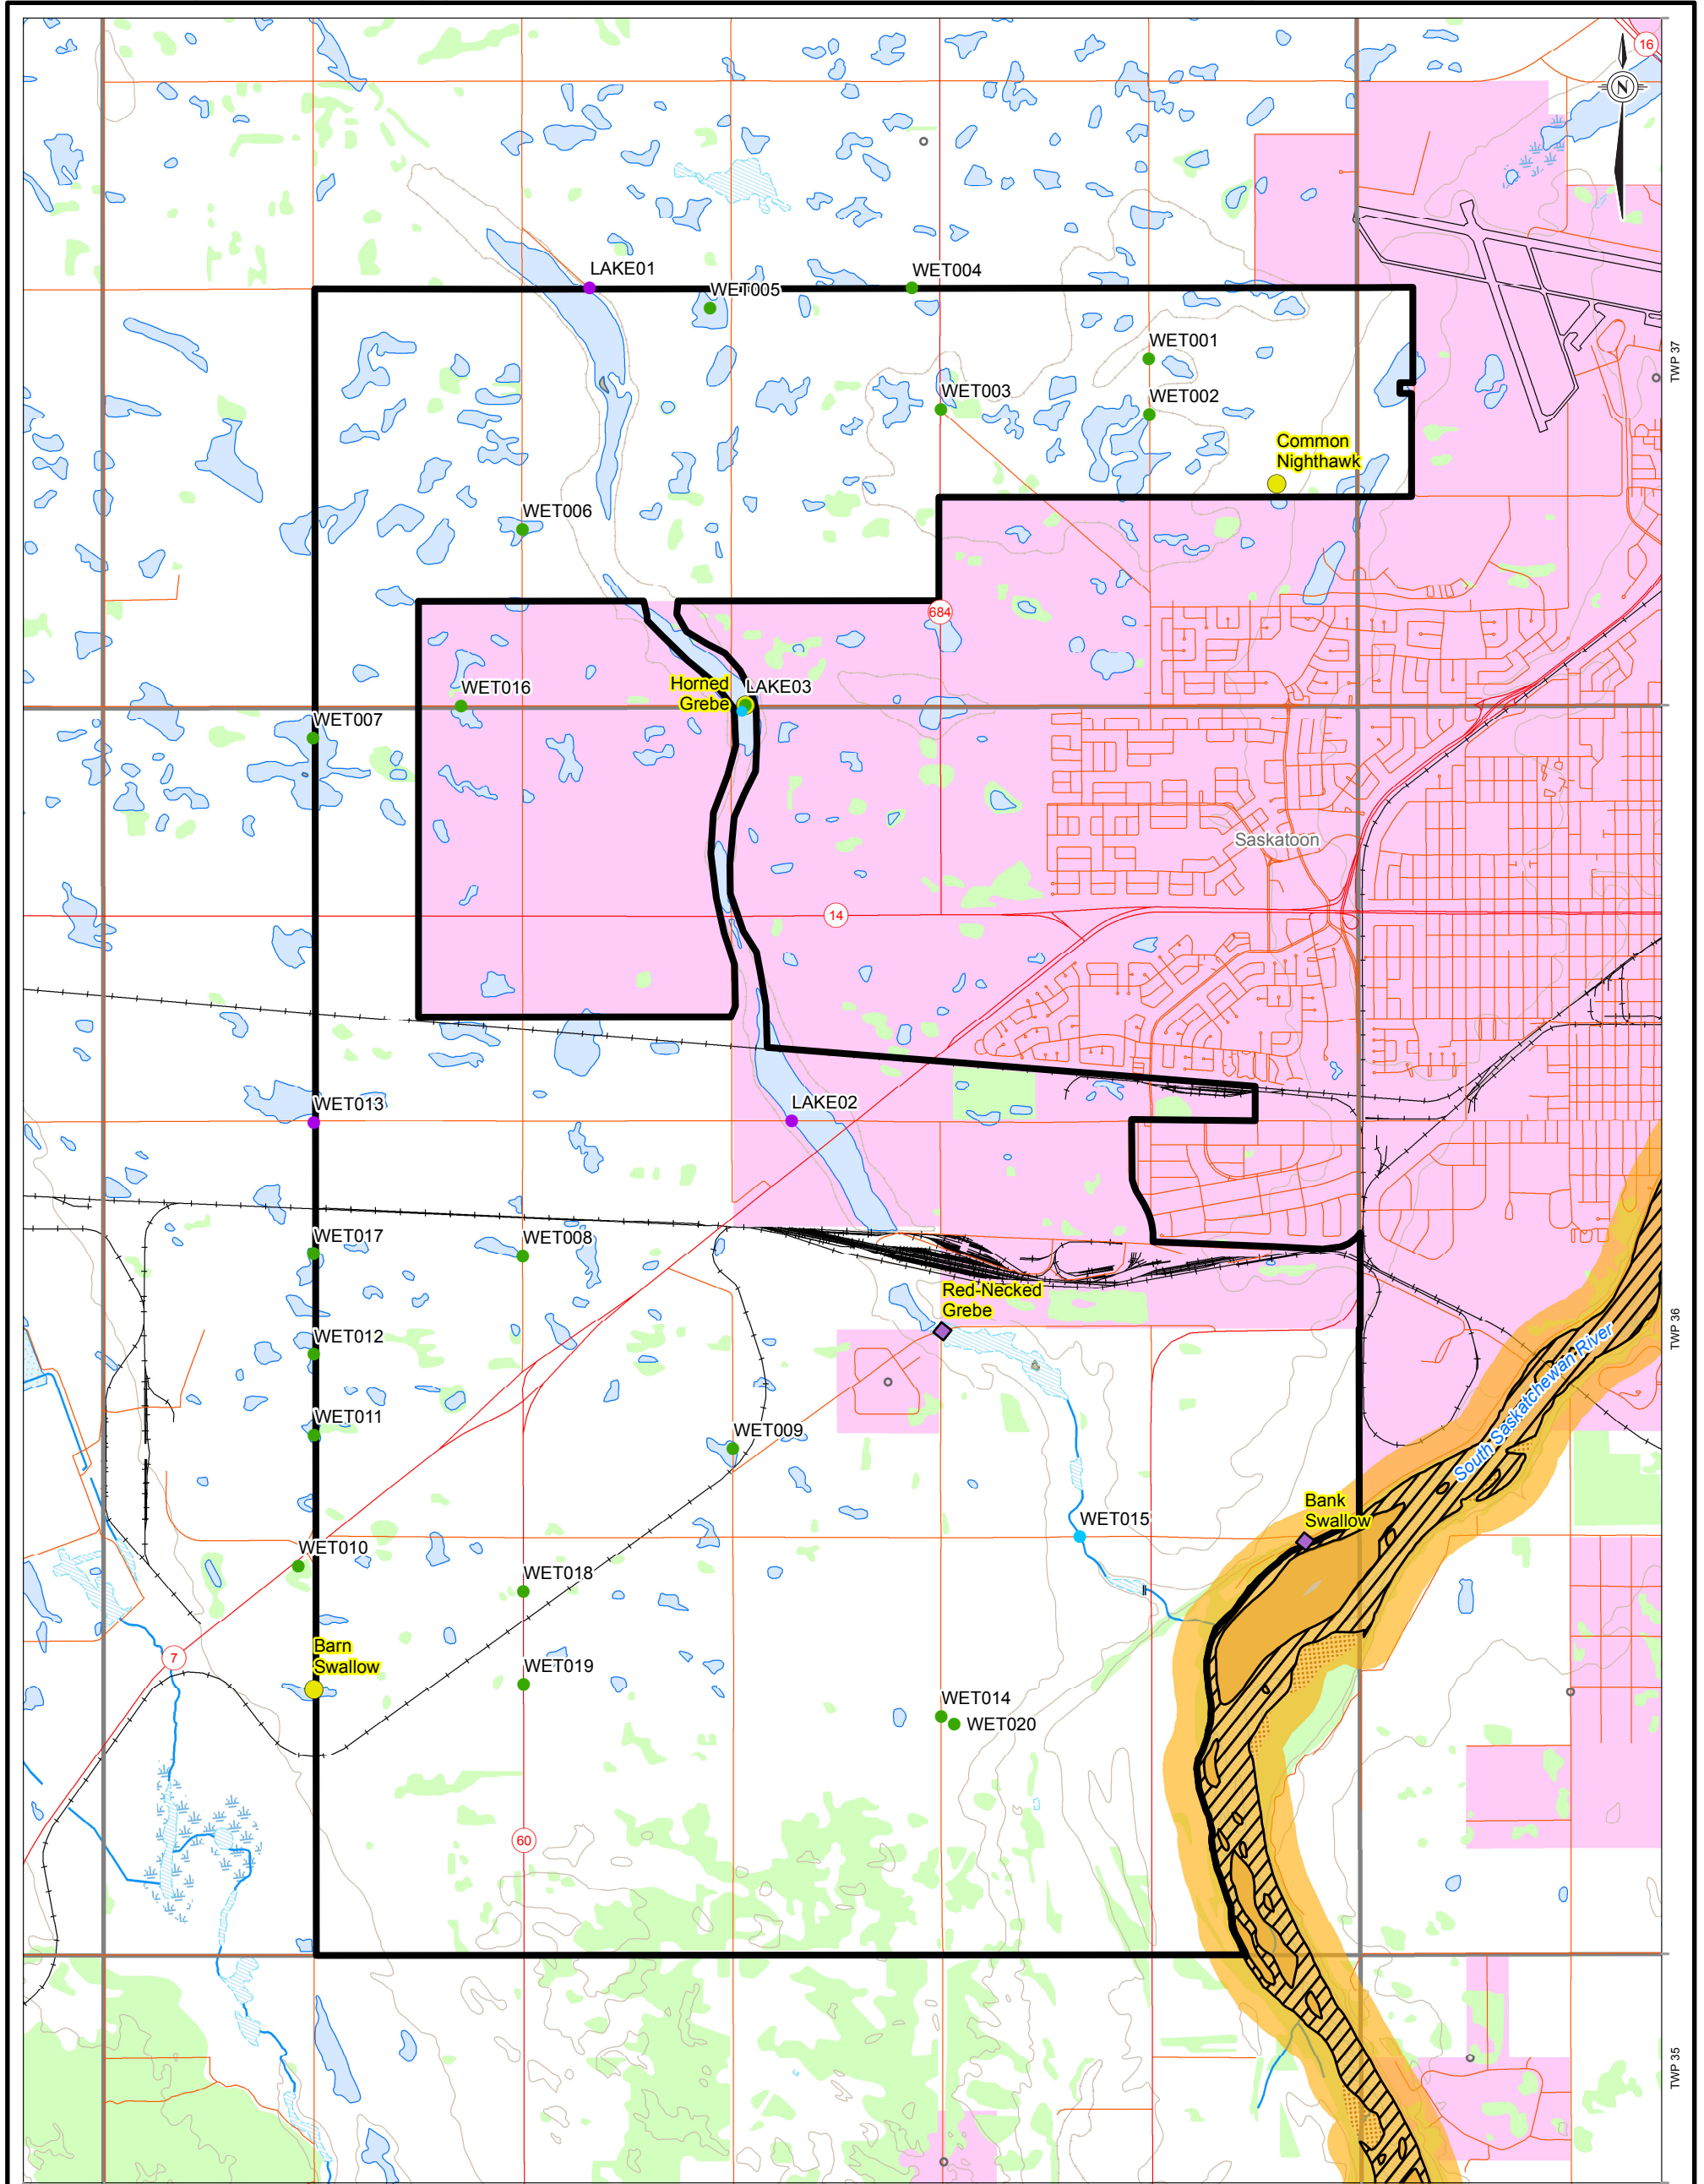 16
N
LAKE01
WET004
WET005
WET001
TWP 37
WET003
WET002
Common
Nighthawk
WET006
684
Horned
Grebe
LAKE03
WET016
WET007
Saskatoon
14
WET013
LAKE02
WET017
WET008
Red-Necked
Grebe
WET012
TWP 36
South Saskatchewan River
WET011
WET009
Bank
Swallow
WET015
WET010
WET018
Barn
Swallow
7
WET019
WET014
WET020
60
TWP 35